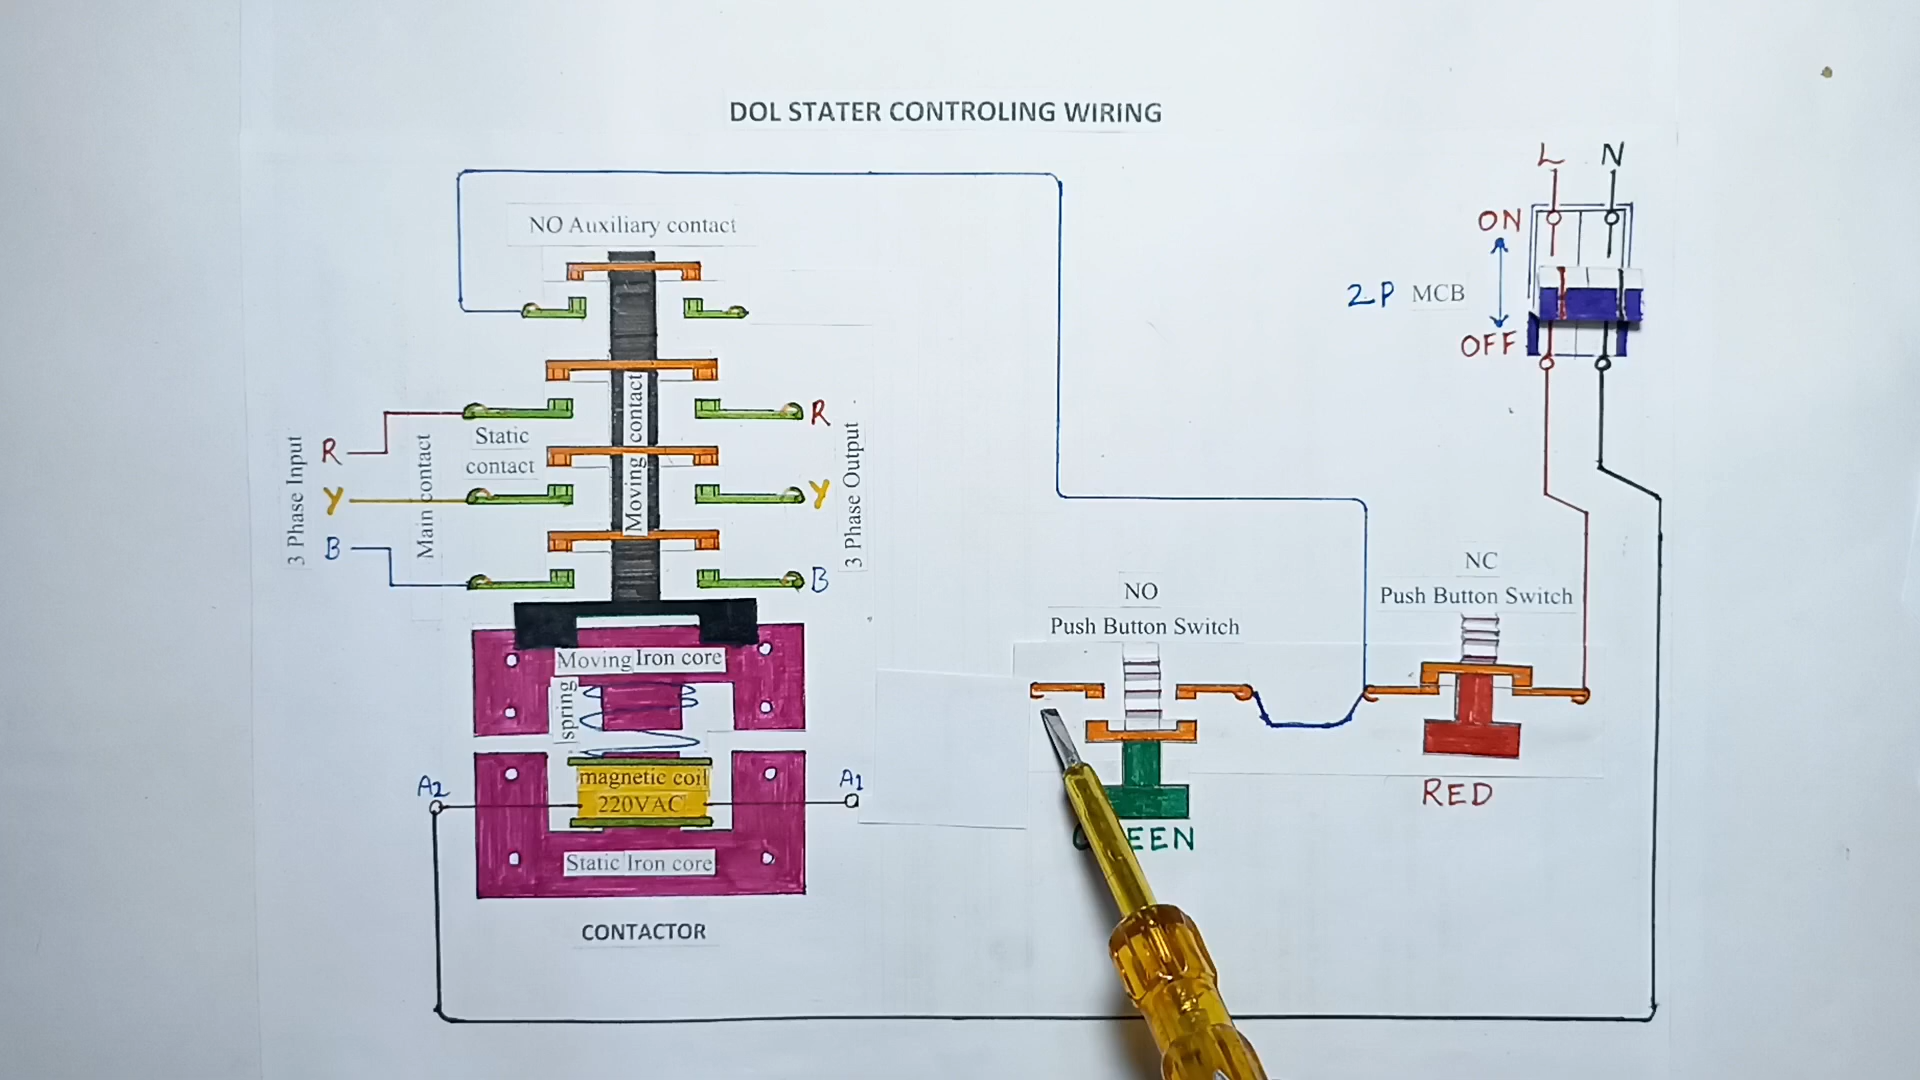 DOL STATER CONTROLING WIRING
L N
ON
2P MCB
OFF
NO Auxiliary contact
Moving contact
Static
contact
Main contact
3 Phase Input
R
Y
B
R
Y
B
3 Phase Output
Moving Iron core
spring
magnetic coil
220VAC
A2
A1
Static Iron core
CONTACTOR
NO
Push Button Switch
NC
Push Button Switch
RED
EEN